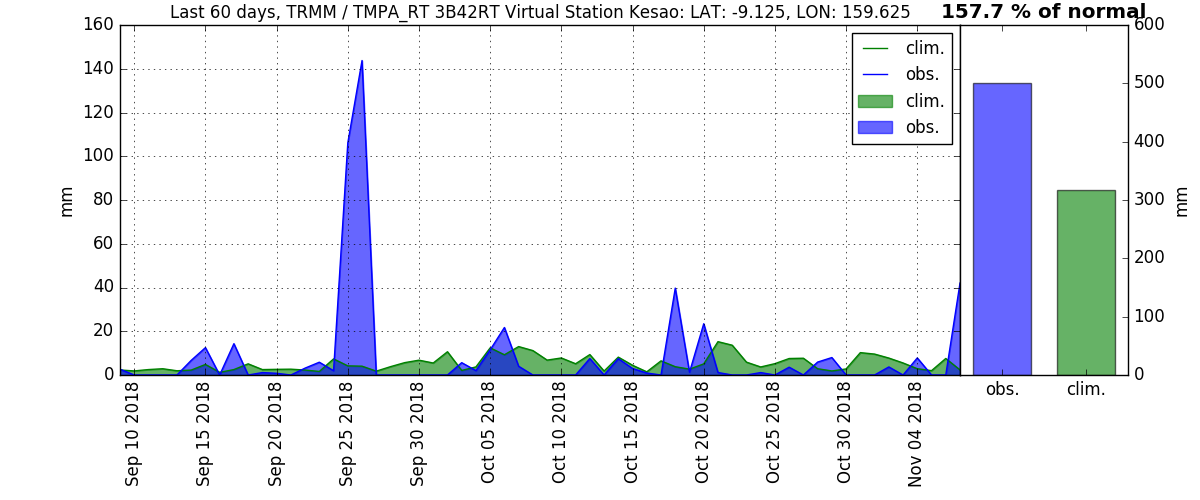 Last 60 days, TRMM / TMPA_RT 3B42RT Virtual Station Kesao: LAT: -9.125, LON: 159.625
157.7 % of normal
160
140
120
100
80
60
40
20
0
mm
clim.
obs.
clim.
obs.
600
500
400
300
200
100
0
mm
Sep 10 2018
Sep 15 2018
Sep 20 2018
Sep 25 2018
Sep 30 2018
Oct 05 2018
Oct 10 2018
Oct 15 2018
Oct 20 2018
Oct 25 2018
Oct 30 2018
Nov 04 2018
obs.
clim.